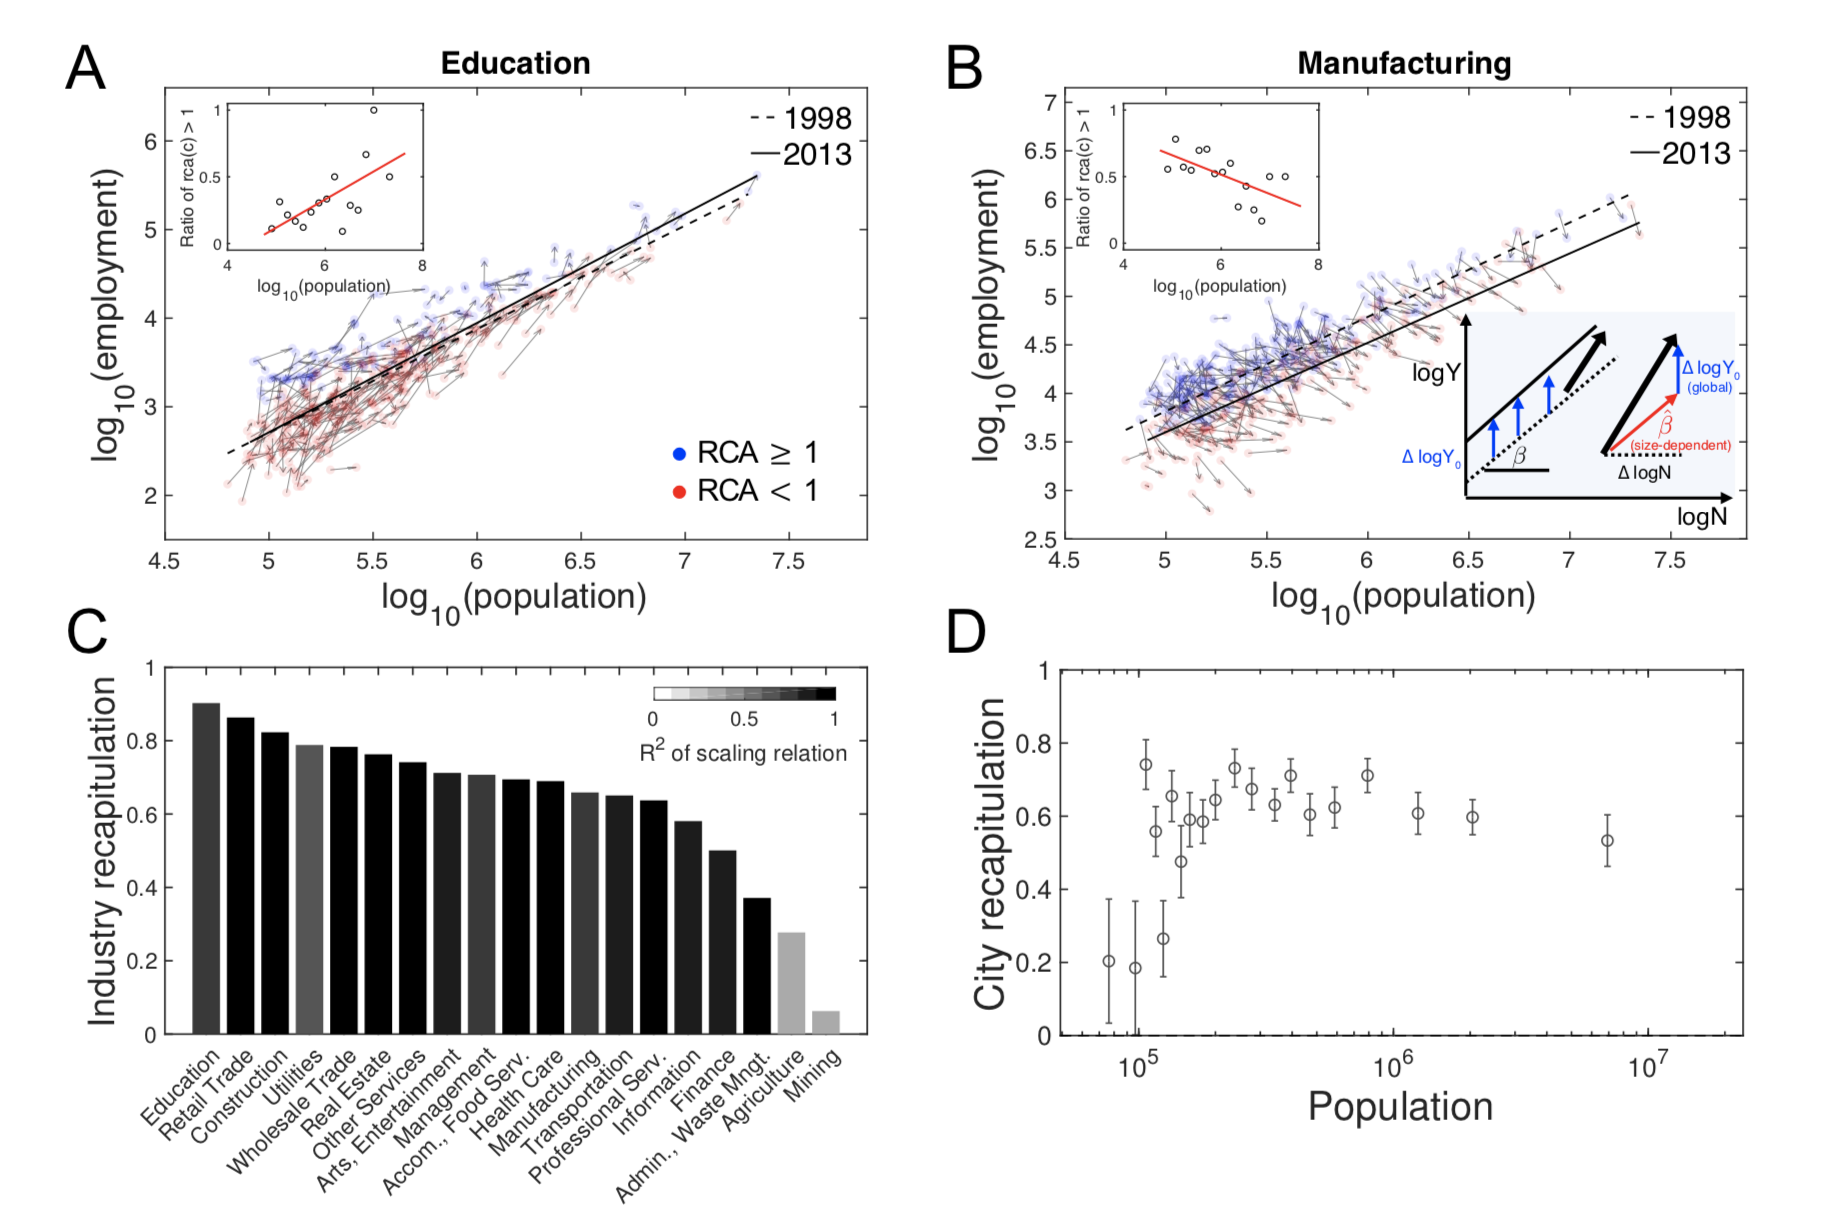 A
Education
Ratio of rca(c) > 1
1
0.5
0
4
6
8
log10(population)
- - 1998
— 2013
log10(employment)
6
5
4
3
2
RCA ≥ 1
RCA < 1
4.5
5
5.5
6
6.5
7
7.5
log10(population)
B
Manufacturing
Ratio of rca(c) > 1
1
0.5
0
4
6
8
log10(population)
- - 1998
— 2013
log10(employment)
7
6.5
6
5.5
5
4.5
4
3.5
3
2.5
logY
Δ logY0
β
Δ logY0
(global)
β̂
(size-dependent)
Δ logN
logN
4.5
5
5.5
6
6.5
7
7.5
log10(population)
C
Industry recapitulation
1
0.8
0.6
0.4
0.2
0
0
0.5
1
R2 of scaling relation
Education
Retail Trade
Construction
Utilities
Wholesale Trade
Real Estate
Other Services
Arts, Entertainment
Management
Accom., Food Serv.
Health Care
Manufacturing
Transportation
Professional Serv.
Information
Finance
Admin., Waste Mngt.
Agriculture
Mining
D
City recapitulation
1
0.8
0.6
0.4
0.2
0
10^5
10^6
10^7
Population